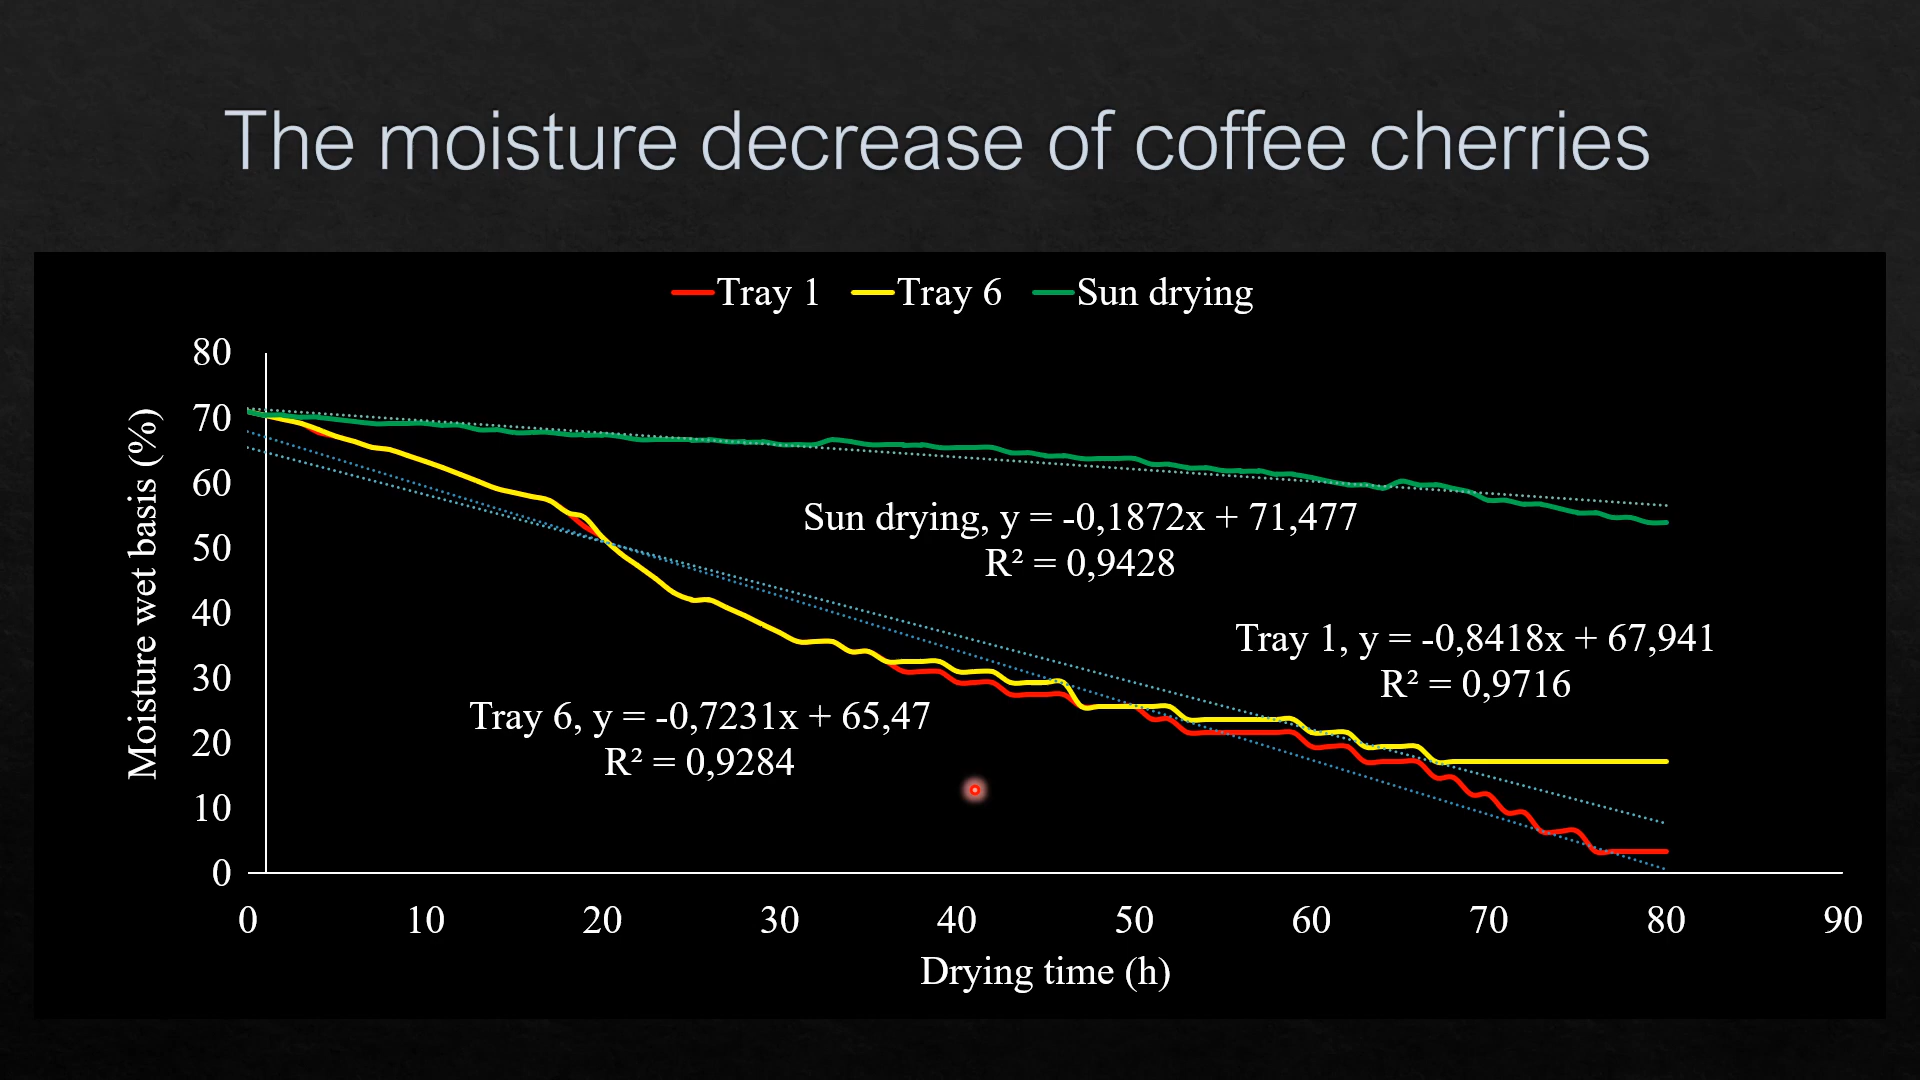 The moisture decrease of coffee cherries
Tray 1 Tray 6 Sun drying
80
70
60
50
40
30
20
10
0
Moisture wet basis (%)
Sun drying, y = -0,1872x + 71,477
R² = 0,9428
Tray 1, y = -0,8418x + 67,941
R² = 0,9716
Tray 6, y = -0,7231x + 65,47
R² = 0,9284
0 10 20 30 40 50 60 70 80 90
Drying time (h)